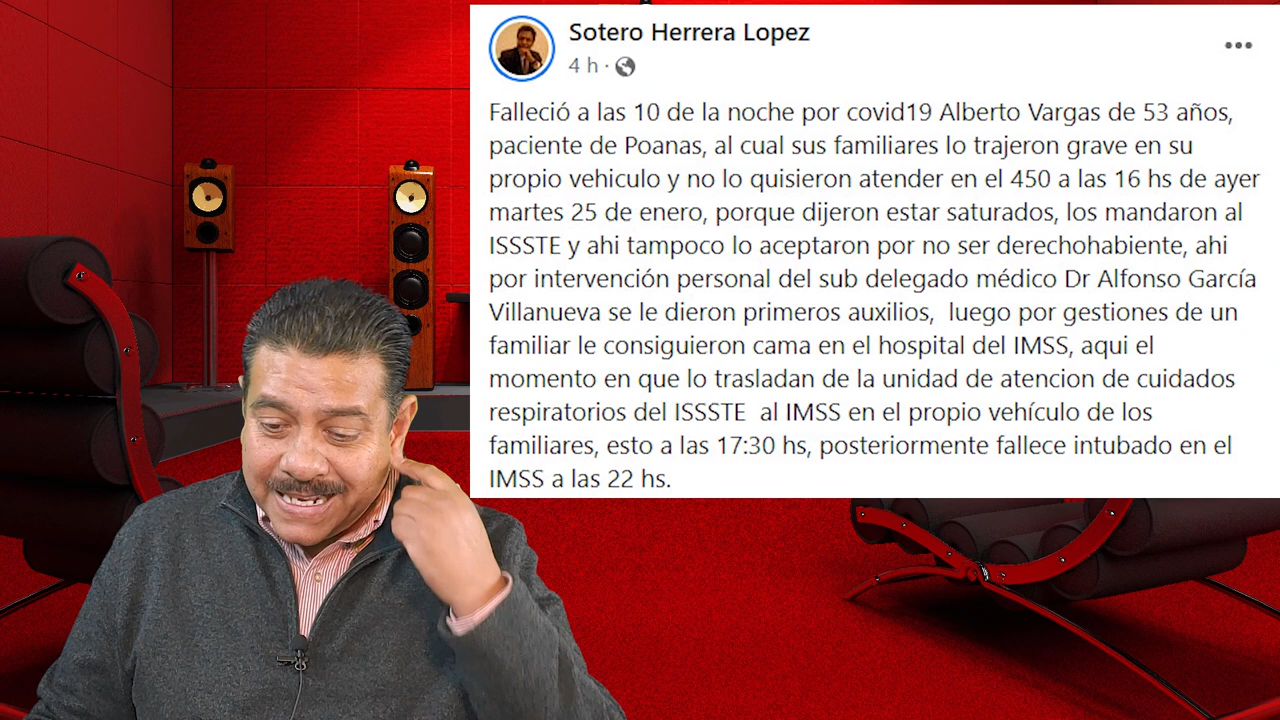 Sotero Herrera Lopez
4 h ·
Falleció a las 10 de la noche por covid19 Alberto Vargas de 53 años,
paciente de Poanas, al cual sus familiares lo trajeron grave en su
propio vehiculo y no lo quisieron atender en el 450 a las 16 hs de ayer
martes 25 de enero, porque dijeron estar saturados, los mandaron al
ISSSTE y ahi tampoco lo aceptaron por no ser derechohabiente, ahi
por intervención personal del sub delegado médico Dr Alfonso García
Villanueva se le dieron primeros auxilios,  luego por gestiones de un
familiar le consiguieron cama en el hospital del IMSS, aqui el
momento en que lo trasladan de la unidad de atencion de cuidados
respiratorios del ISSSTE  al IMSS en el propio vehículo de los
familiares, esto a las 17:30 hs, posteriormente fallece intubado en el
IMSS a las 22 hs.